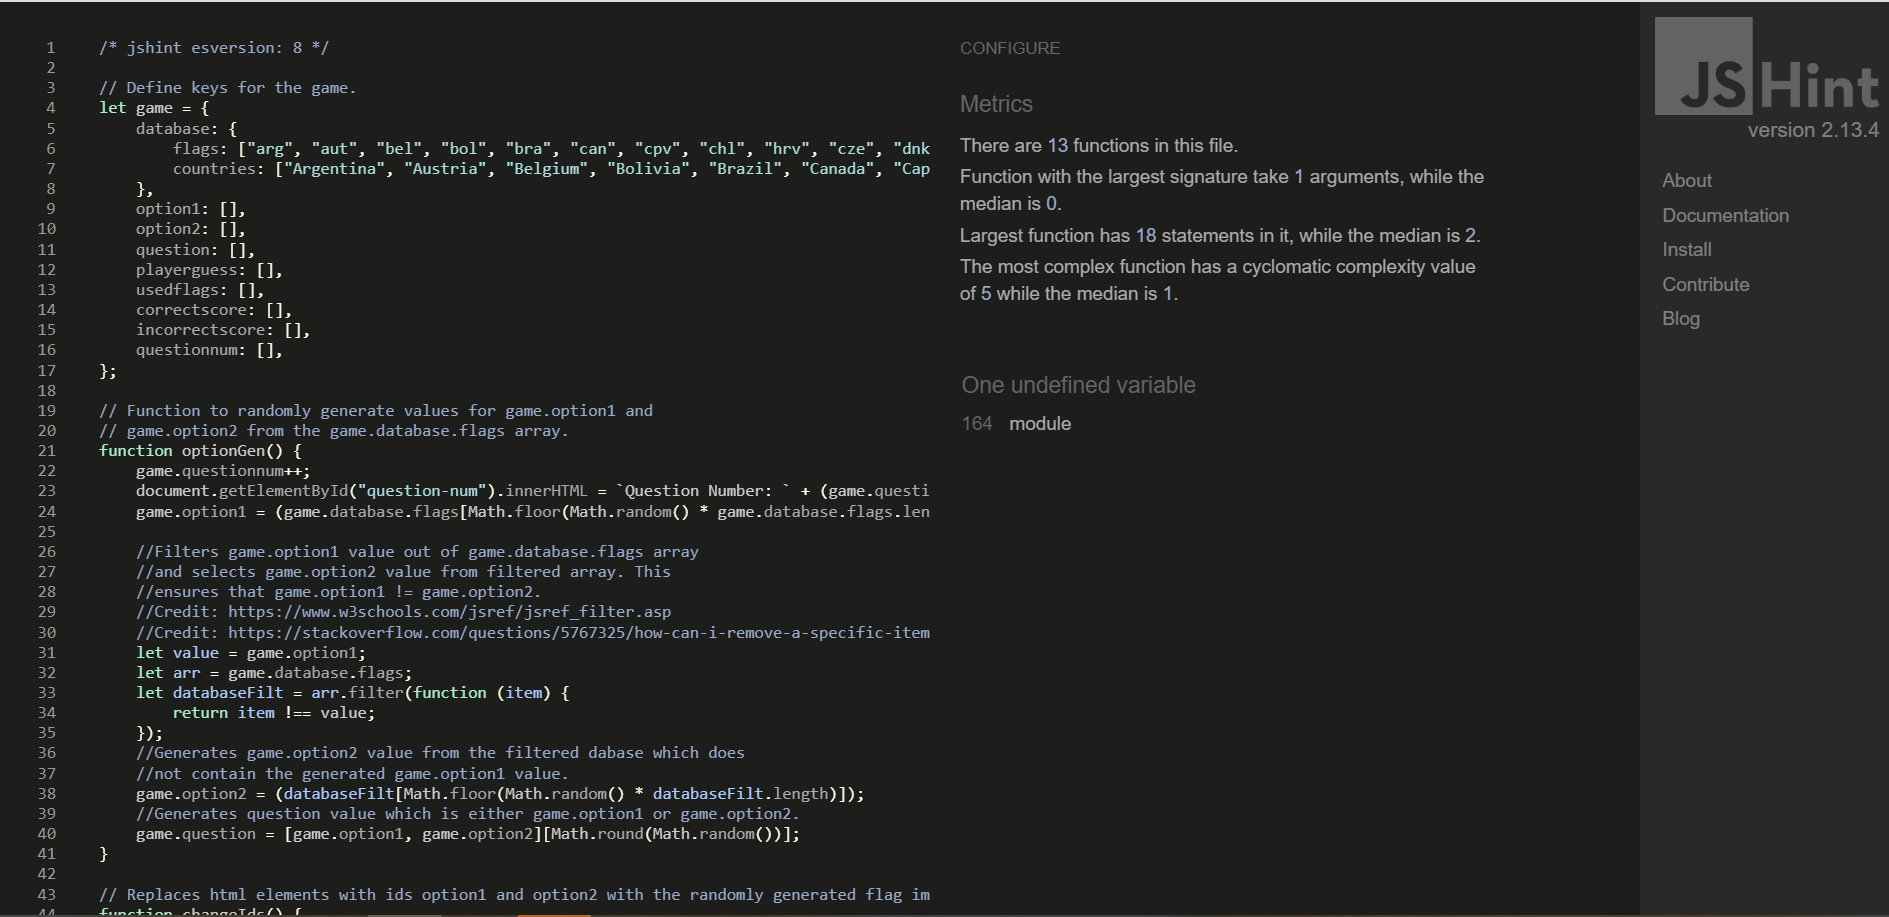 1 /* jshint esversion: 8 */
2
3 // Define keys for the game.
4 let game = {
5 database: {
6 flags: ["arg", "aut", "bel", "bol", "bra", "can", "cpv", "chl", "hrv", "cze", "dnk
7 countries: ["Argentina", "Austria", "Belgium", "Bolivia", "Brazil", "Canada", "Cap
8 },
9 option1: [],
10 option2: [],
11 question: [],
12 playerguess: [],
13 usedflags: [],
14 correctscore: [],
15 incorrectscore: [],
16 questionnum: [],
17 };
18
19 // Function to randomly generate values for game.option1 and
20 // game.option2 from the game.database.flags array.
21 function optionGen() {
22 game.questionnum++;
23 document.getElementById("question-num").innerHTML = `Question Number: ` + (game.questi
24 game.option1 = (game.database.flags[Math.floor(Math.random() * game.database.flags.len
25
26 //Filters game.option1 value out of game.database.flags array
27 //and selects game.option2 value from filtered array. This
28 //ensures that game.option1 != game.option2.
29 //Credit: https://www.w3schools.com/jsref/jsref_filter.asp
30 //Credit: https://stackoverflow.com/questions/5767325/how-can-i-remove-a-specific-item
31 let value = game.option1;
32 let arr = game.database.flags;
33 let databaseFilt = arr.filter(function (item) {
34 return item !== value;
35 });
36 //Generates game.option2 value from the filtered dabase which does
37 //not contain the generated game.option1 value.
38 game.option2 = (databaseFilt[Math.floor(Math.random() * databaseFilt.length)]);
39 //Generates question value which is either game.option1 or game.option2.
40 game.question = [game.option1, game.option2][Math.round(Math.random())];
41 }
42
43 // Replaces html elements with ids option1 and option2 with the randomly generated flag im
44 function changeIds() {
CONFIGURE
Metrics
There are 13 functions in this file.
Function with the largest signature take 1 arguments, while the
median is 0.
Largest function has 18 statements in it, while the median is 2.
The most complex function has a cyclomatic complexity value
of 5 while the median is 1.
One undefined variable
164 module
JSHint
version 2.13.4
About
Documentation
Install
Contribute
Blog